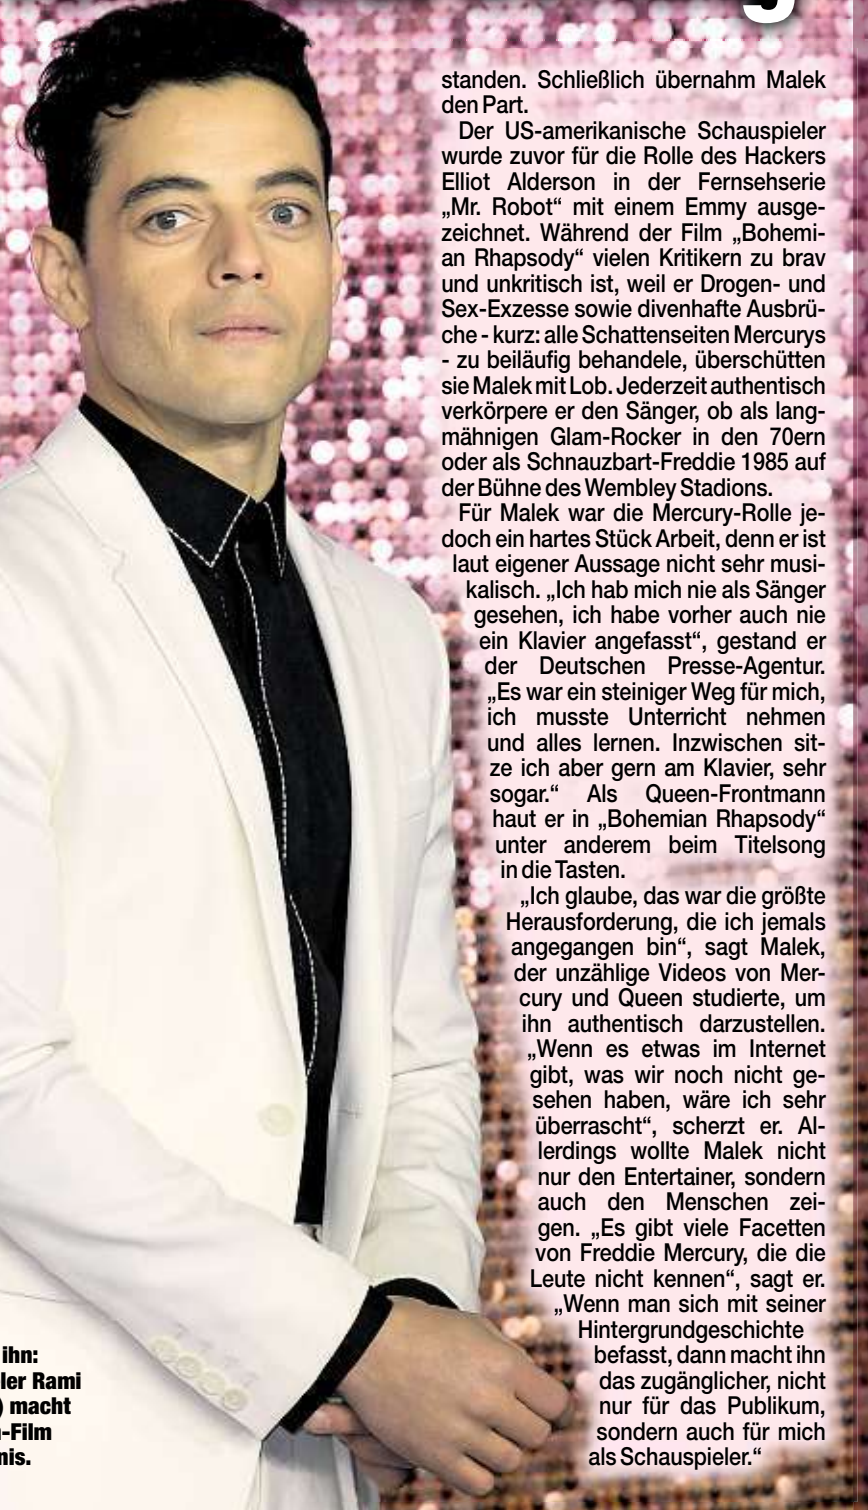 standen. Schließlich übernahm Malek
den Part.
Der US-amerikanische Schauspieler
wurde zuvor für die Rolle des Hackers
Elliot Alderson in der Fernsehserie
„Mr. Robot“ mit einem Emmy ausge-
zeichnet. Während der Film „Bohemi-
an Rhapsody“ vielen Kritikern zu brav
und unkritisch ist, weil er Drogen- und
Sex-Exzesse sowie divenhafte Ausbrü-
che - kurz: alle Schattenseiten Mercurys
- zu beiläufig behandele, überschütten
sie Malek mit Lob. Jederzeit authentisch
verkörpere er den Sänger, ob als lang-
mähnigen Glam-Rocker in den 70ern
oder als Schnauzbart-Freddie 1985 auf
der Bühne des Wembley Stadions.
Für Malek war die Mercury-Rolle je-
doch ein hartes Stück Arbeit, denn er ist
laut eigener Aussage nicht sehr musi-
kalisch. „Ich hab mich nie als Sänger
gesehen, ich habe vorher auch nie
ein Klavier angefasst“, gestand er
der Deutschen Presse-Agentur.
„Es war ein steiniger Weg für mich,
ich musste Unterricht nehmen
und alles lernen. Inzwischen sit-
ze ich aber gern am Klavier, sehr
sogar.“ Als Queen-Frontmann
haut er in „Bohemian Rhapsody“
unter anderem beim Titelsong
in die Tasten.
„Ich glaube, das war die größte
Herausforderung, die ich jemals
angegangen bin“, sagt Malek,
der unzählige Videos von Mer-
cury und Queen studierte, um
ihn authentisch darzustellen.
„Wenn es etwas im Internet
gibt, was wir noch nicht ge-
sehen haben, wäre ich sehr
überrascht“, scherzt er. Al-
lerdings wollte Malek nicht
nur den Entertainer, sondern
auch den Menschen zei-
gen. „Es gibt viele Facetten
von Freddie Mercury, die die
Leute nicht kennen“, sagt er.
„Wenn man sich mit seiner
Hintergrundgeschichte
befasst, dann macht ihn
das zugänglicher, nicht
nur für das Publikum,
sondern auch für mich
als Schauspieler.“
ihn:
ler Rami
) macht
-Film
nis.